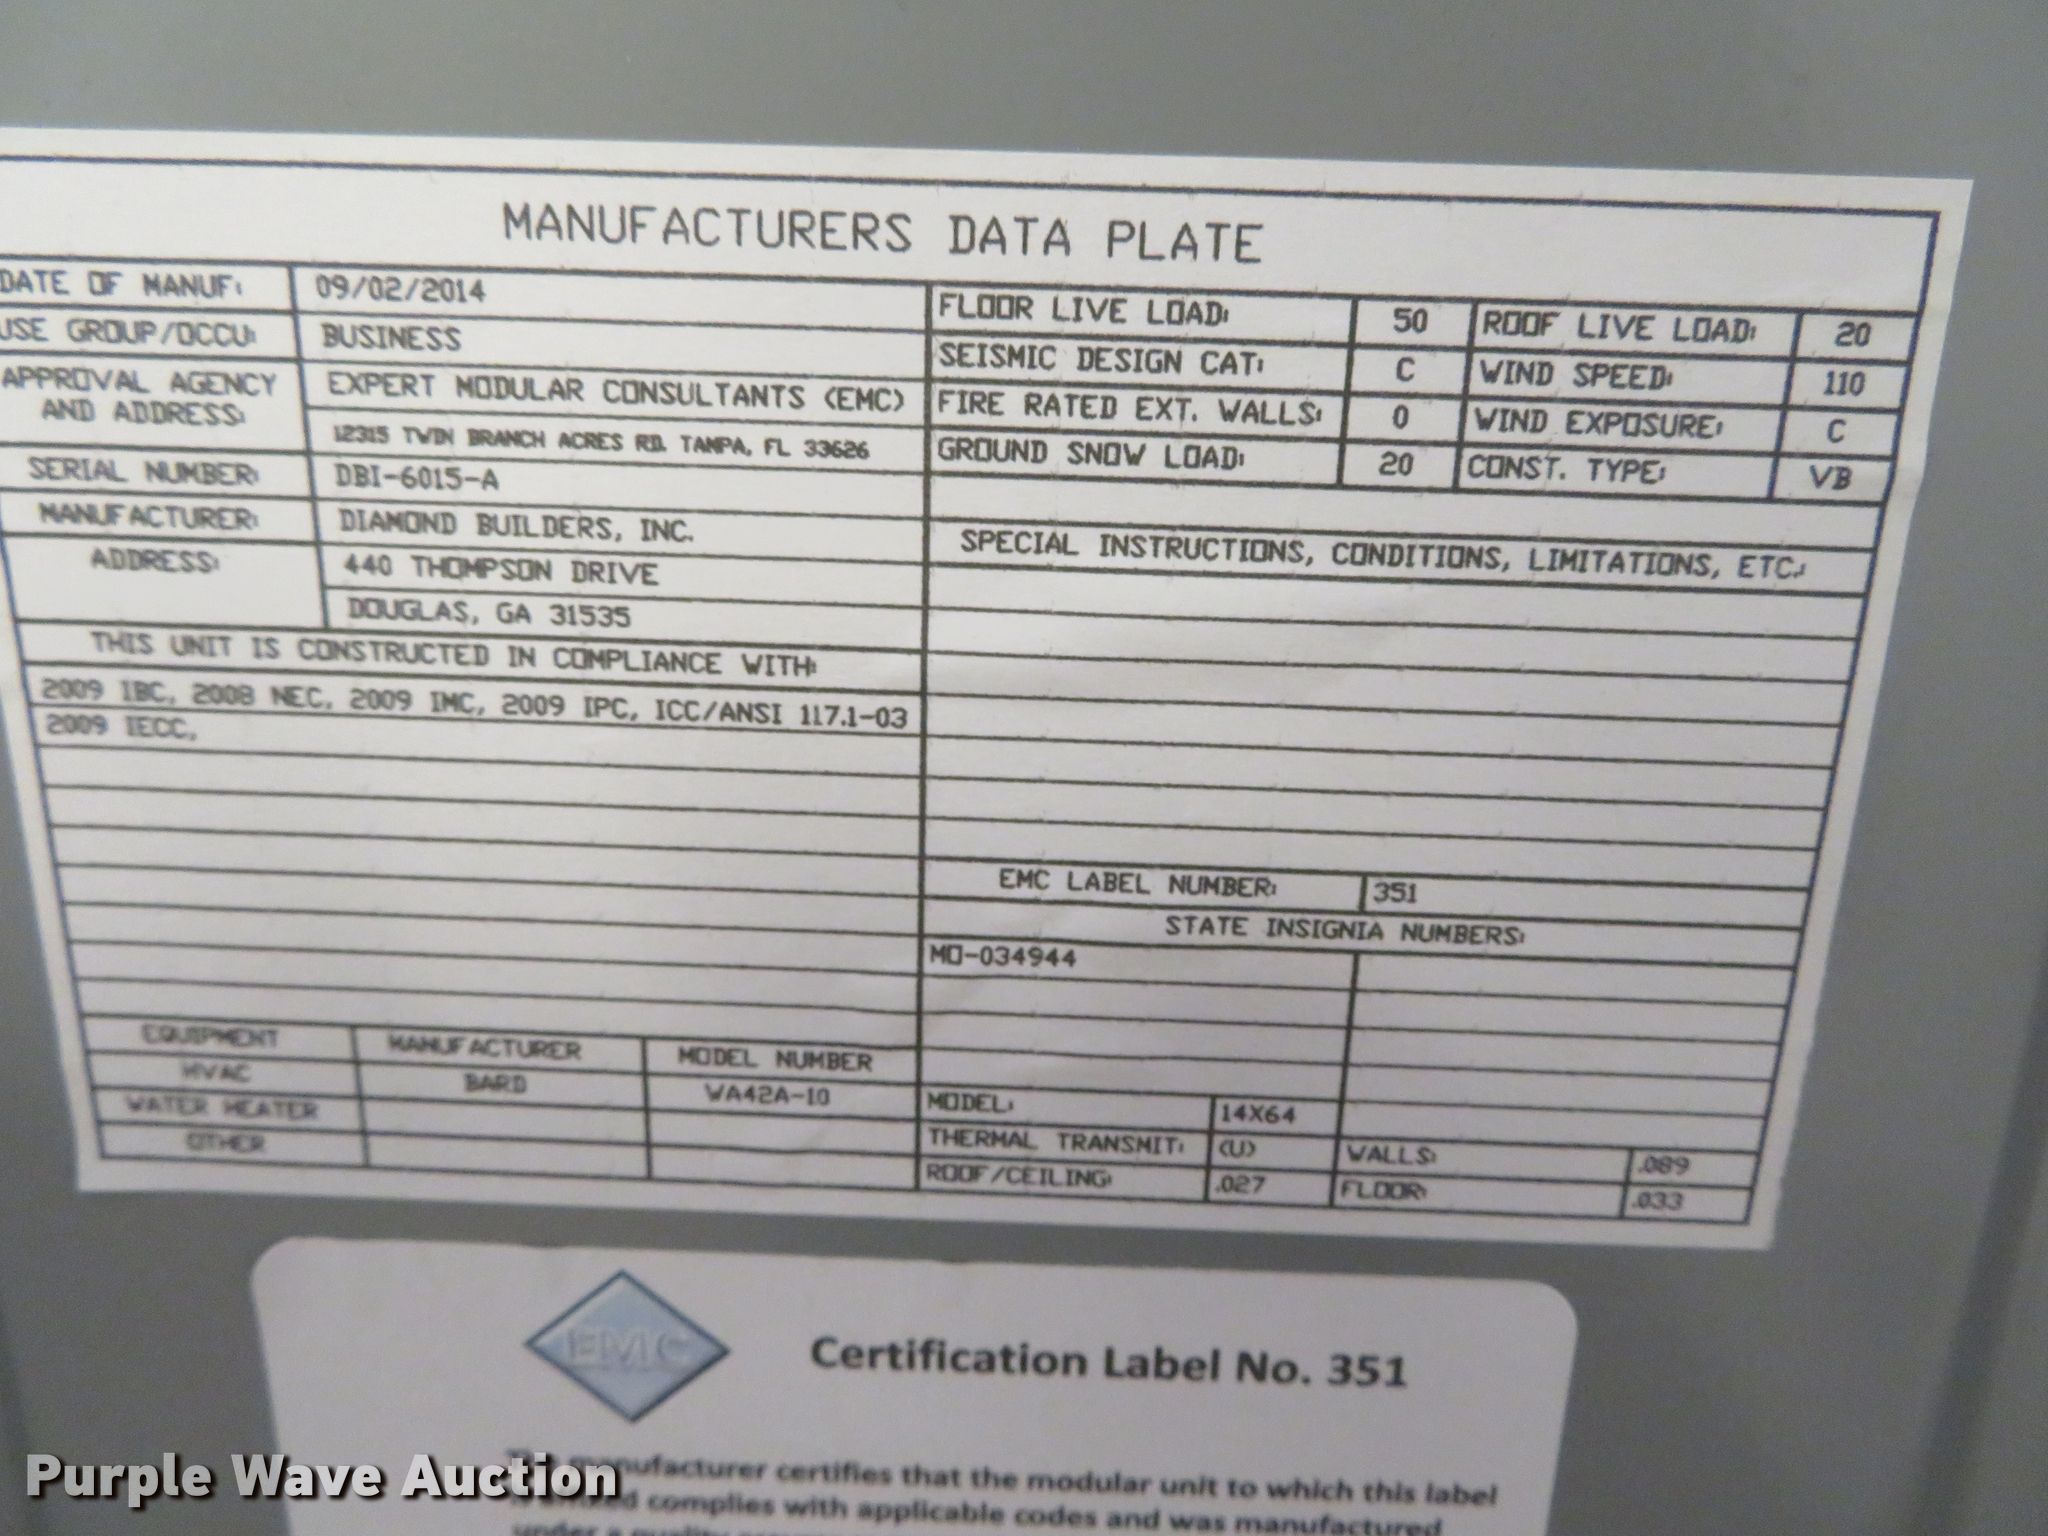 MANUFACTURERS DATA PLATE
DATE OF MANUF: 09/02/2014
USE GROUP/OCCU: BUSINESS
APPROVAL AGENCY AND ADDRESS: EXPERT MODULAR CONSULTANTS (EMC)
12315 TWIN BRANCH ACRES RD. TAMPA, FL 33626
SERIAL NUMBER: DBI-6015-A
MANUFACTURER: DIAMOND BUILDERS, INC.
ADDRESS: 440 THOMPSON DRIVE
DOUGLAS, GA 31535
THIS UNIT IS CONSTRUCTED IN COMPLIANCE WITH:
2009 IBC, 2008 NEC, 2009 IMC, 2009 IPC, ICC/ANSI 117.1-03
2009 IECC,
EQUIPMENT MANUFACTURER MODEL NUMBER
HVAC BARD WA42A-10
WATER HEATER
OTHER
FLOOR LIVE LOAD: 50 ROOF LIVE LOAD: 20
SEISMIC DESIGN CAT: C WIND SPEED: 110
FIRE RATED EXT. WALLS: 0 WIND EXPOSURE: C
GROUND SNOW LOAD: 20 CONST. TYPE: VB
SPECIAL INSTRUCTIONS, CONDITIONS, LIMITATIONS, ETC.:
EMC LABEL NUMBER: 351
STATE INSIGNIA NUMBERS:
MO-034944
MODEL: 14X64
THERMAL TRANSMIT: (U) WALLS: .089
ROOF/CEILING: .027 FLOOR: .033
EMC
Certification Label No. 351
manufacturer certifies that the modular unit to which this label
complies with applicable codes and was manufactured
under a
Purple Wave Auction